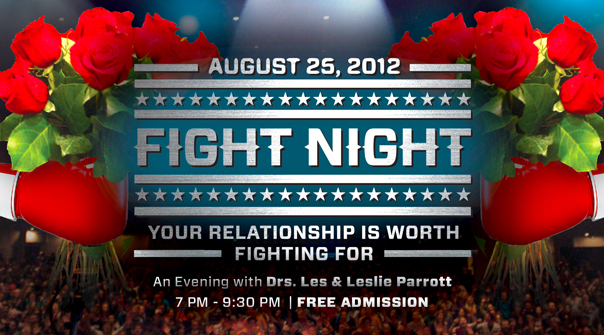 AUGUST 25, 2012
FIGHT NIGHT
YOUR RELATIONSHIP IS WORTH
FIGHTING FOR
An Evening with Drs. Les & Leslie Parrott
7 PM - 9:30 PM | FREE ADMISSION